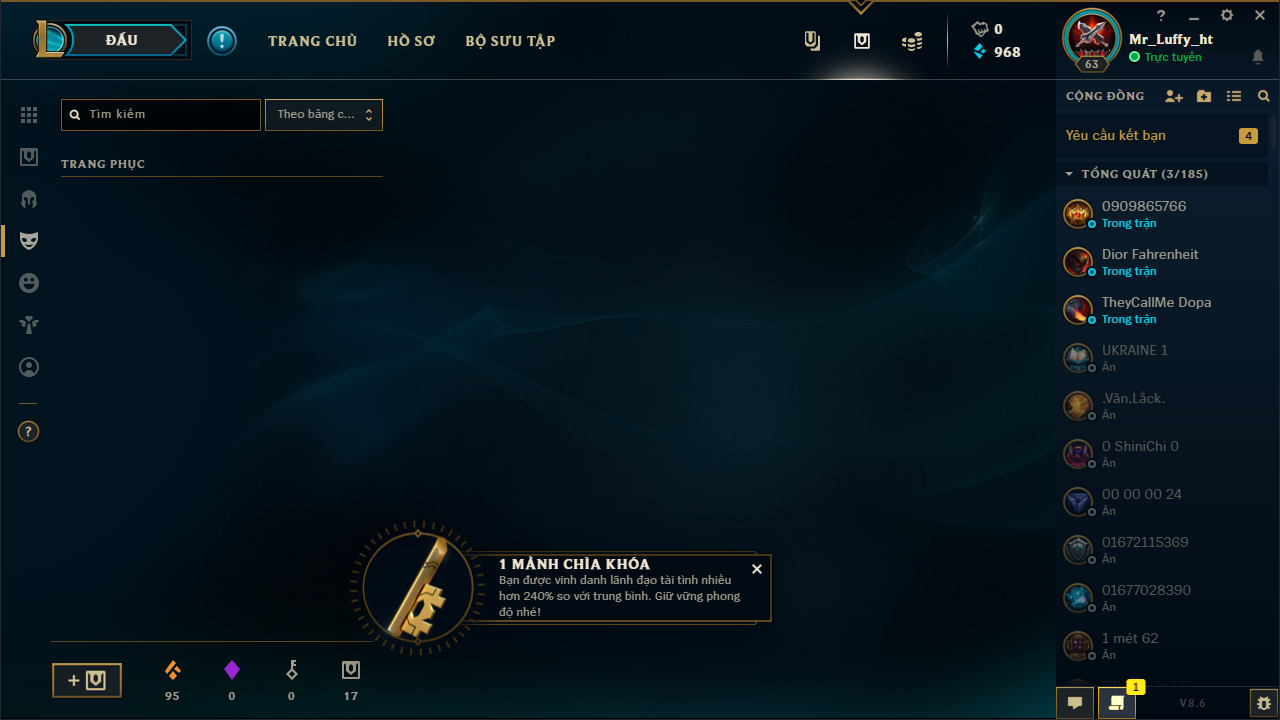 ĐẤU
TRANG CHỦ
HỒ SƠ
BỘ SƯU TẬP
0
968
?
63
Mr_Luffy_ht
Trực tuyến
CỘNG ĐỒNG
Yêu cầu kết bạn
4
TỔNG QUÁT (3/185)
0909865766
Trong trận
Dior Fahrenheit
Trong trận
TheyCallMe Dopa
Trong trận
UKRAINE 1
Ẩn
.Văn.Lắck.
Ẩn
0 ShiniChi 0
Ẩn
00 00 00 24
Ẩn
01672115369
Ẩn
01677028390
Ẩn
1 mét 62
Ẩn
1
V8.6
Tìm kiếm
Theo bảng c...
TRANG PHỤC
?
1 MẢNH CHÌA KHÓA
Bạn được vinh danh lãnh đạo tài tình nhiều
hơn 240% so với trung bình. Giữ vững phong
độ nhé!
95
0
0
17